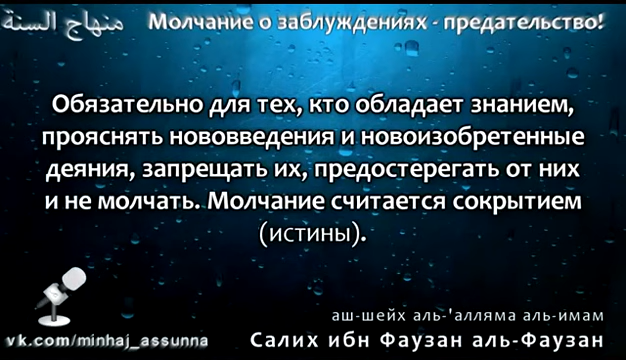 منهاج السنة
Молчание о заблуждениях - предательство!
Обязательно для тех, кто обладает знанием,
прояснять нововведения и новоизобретенные
деяния, запрещать их, предостерегать от них
и не молчать. Молчание считается сокрытием
(истины).
аш-шейх аль-'алляма аль-имам
vk.com/minhaj_assunna
Салих ибн Фаузан аль-Фаузан